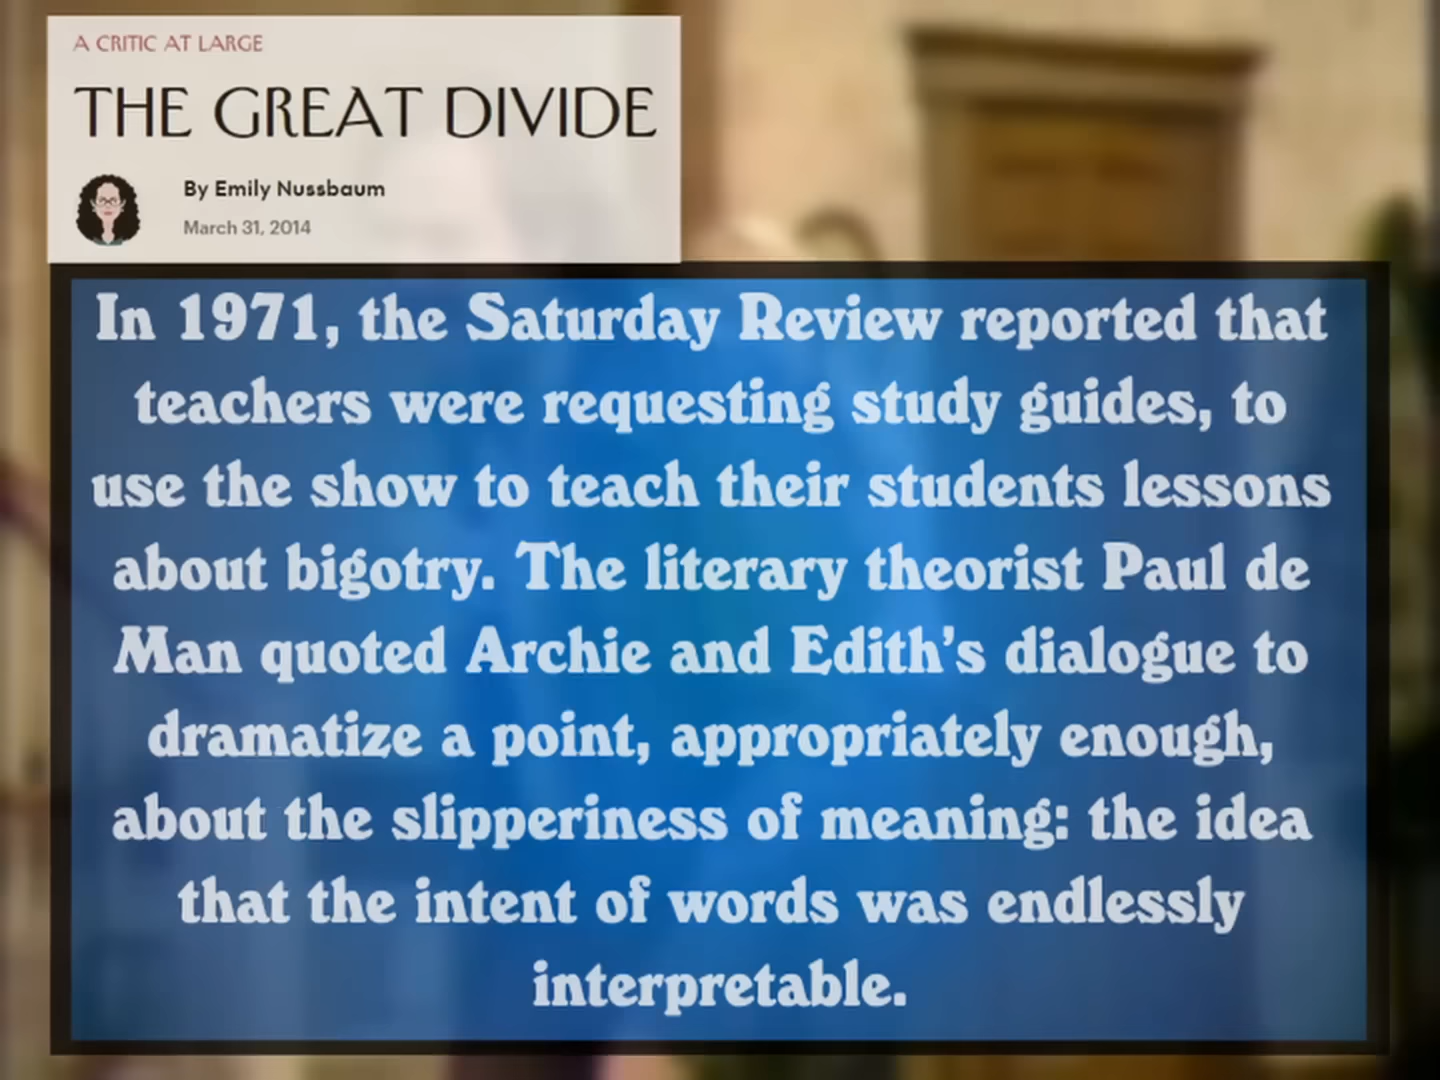 A CRITIC AT LARGE
THE GREAT DIVIDE
By Emily Nussbaum
March 31, 2014
In 1971, the Saturday Review reported that
teachers were requesting study guides, to
use the show to teach their students lessons
about bigotry. The literary theorist Paul de
Man quoted Archie and Edith's dialogue to
dramatize a point, appropriately enough,
about the slipperiness of meaning: the idea
that the intent of words was endlessly
interpretable.